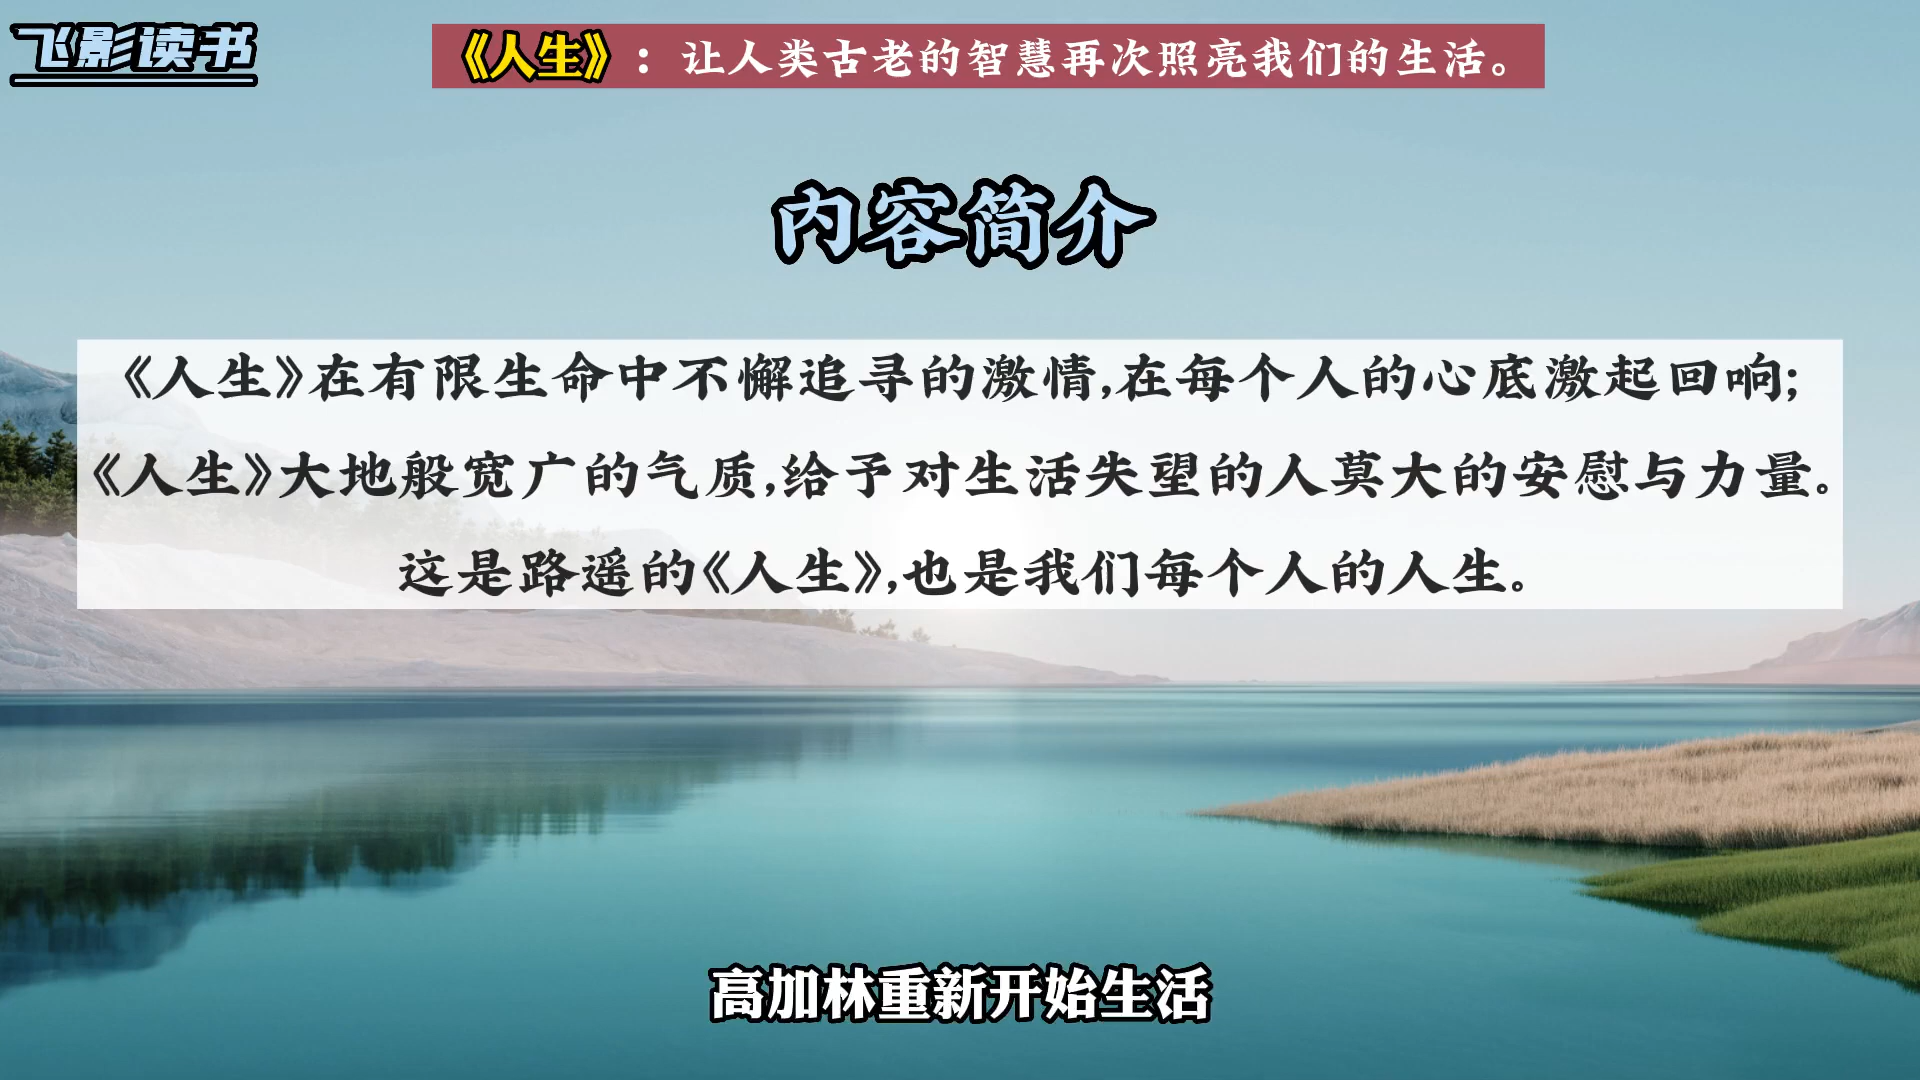 飞影读书
《人生》：让人类古老的智慧再次照亮我们的生活。
内容简介
《人生》在有限生命中不懈追寻的激情,在每个人的心底激起回响;
《人生》大地般宽广的气质,给予对生活失望的人莫大的安慰与力量。
这是路遥的《人生》,也是我们每个人的人生。
高加林重新开始生活